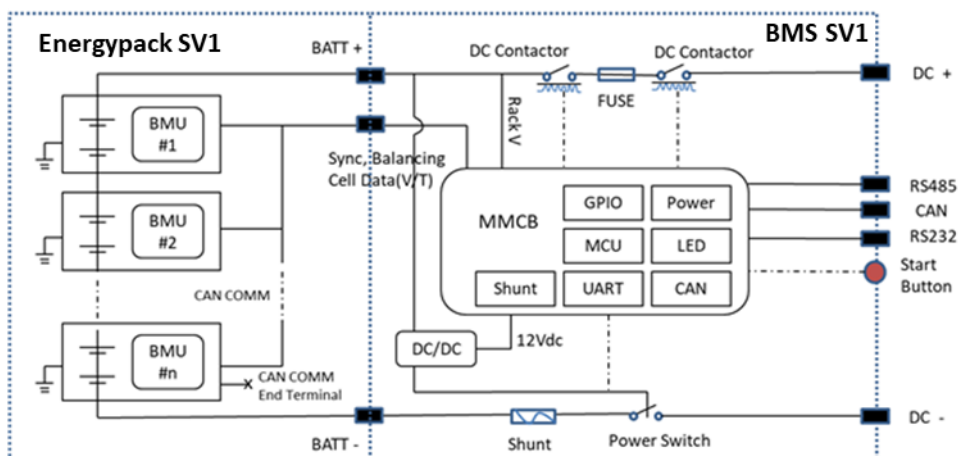 Energypack SV1
BMS SV1
BATT +
DC Contactor
DC Contactor
DC +
FUSE
BMU
#1
Rack V
Sync, Balancing
Cell Data(V/T)
MMCB
GPIO
Power
MCU
LED
Shunt
UART
CAN
RS485
CAN
RS232
Start
Button
BMU
#2
CAN COMM
BMU
#n
CAN COMM
End Terminal
DC/DC
12Vdc
BATT -
Shunt
Power Switch
DC -